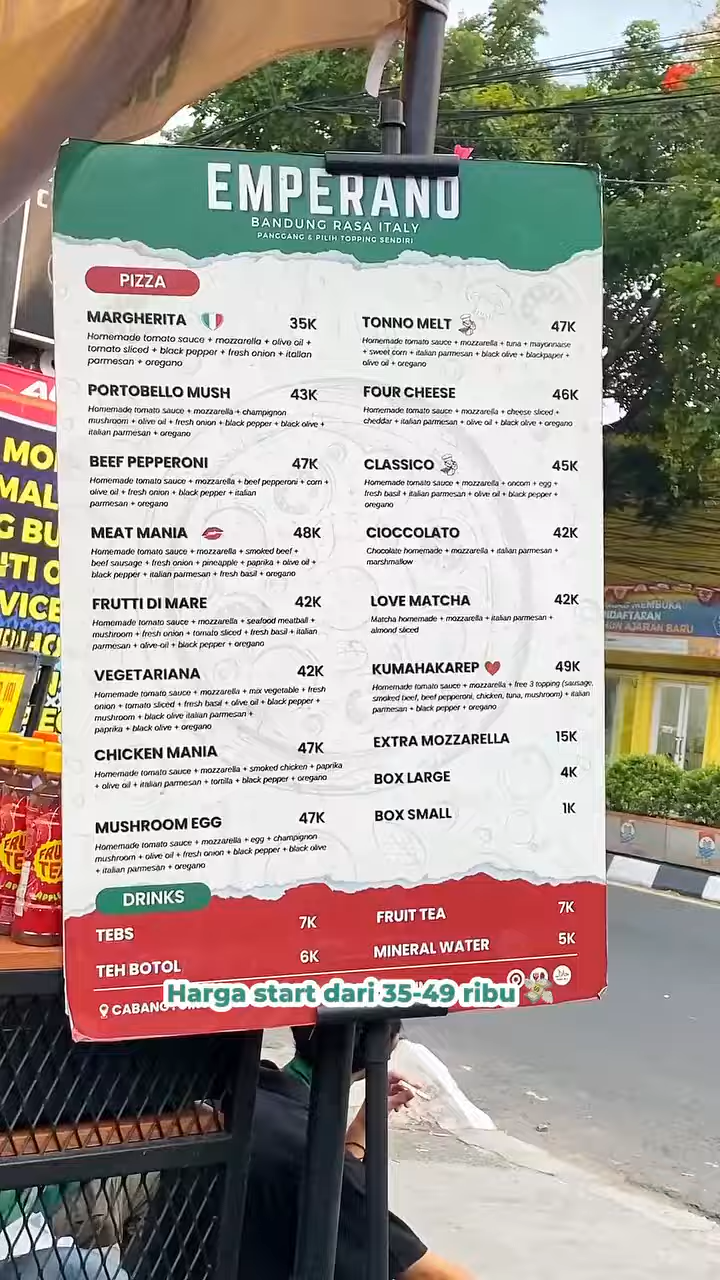 EMPERANO
BANDUNG RASA ITALY
PANGGANG & PILIH TOPPING SENDIRI
PIZZA
MARGHERITA 35K
Homemade tomato sauce + mozzarella + olive oil +
tomato sliced + black pepper + fresh onion + italian
parmesan + oregano
PORTOBELLO MUSH 43K
Homemade tomato sauce + mozzarella + champignon
mushroom + olive oil + fresh onion + black pepper + black olive +
italian parmesan + oregano
BEEF PEPPERONI 47K
Homemade tomato sauce + mozzarella + beef pepperoni + corn +
olive oil + fresh onion + black pepper + italian
parmesan + oregano
MEAT MANIA 48K
Homemade tomato sauce + mozzarella + smoked beef +
beef sausage + fresh onion + pineapple + paprika + olive oil +
black pepper + italian parmesan + fresh basil + oregano
FRUTTI DI MARE 42K
Homemade tomato sauce + mozzarella + seafood meatball +
mushroom + fresh onion + tomato sliced + fresh basil + italian
parmesan + olive-oil + black olive + oregano
VEGETARIANA 42K
Homemade tomato sauce + mozzarella + mix vegetable + fresh
onion + tomato sliced + fresh basil + olive oil + black pepper +
mushroom + black olive italian parmesan +
paprika + black olive + oregano
CHICKEN MANIA 47K
Homemade tomato sauce + mozzarella + smoked chicken + paprika
+ olive oil + italian parmesan + tortilla + black pepper + oregano
MUSHROOM EGG 47K
Homemade tomato sauce + mozzarella + egg + champignon
mushroom + olive oil + fresh onion + black pepper + black olive
+ italian parmesan + oregano
TONNO MELT 47K
Homemade tomato sauce + mozzarella + tuna + mayonnaise
+ sweet corn + italian parmesan + black olive + blackpaper +
olive oil + oregano
FOUR CHEESE 46K
Homemade tomato sauce + mozzarella + cheese sliced +
cheddar + italian parmesan + olive oil + black olive + oregano
CLASSICO 45K
Homemade tomato sauce + mozzarella + oncom + egg +
fresh basil + italian parmesan + olive oil + black pepper +
oregano
CIOCCOLATO 42K
Chocolate homemade + mozzarella + italian parmesan +
marshmallow
LOVE MATCHA 42K
Matcha homemade + mozzarella + italian parmesan +
almond sliced
KUMAHAKAREP 49K
Homemade tomato sauce + mozzarella + free 3 topping (sausage,
smoked beef, beef pepperoni, chicken, tuna, mushroom) + italian
parmesan + black pepper + oregano
EXTRA MOZZARELLA 15K
BOX LARGE 4K
BOX SMALL 1K
DRINKS
TEBS 7K
TEH BOTOL 6K
FRUIT TEA 7K
MINERAL WATER 5K
Harga start dari 35-49 ribu